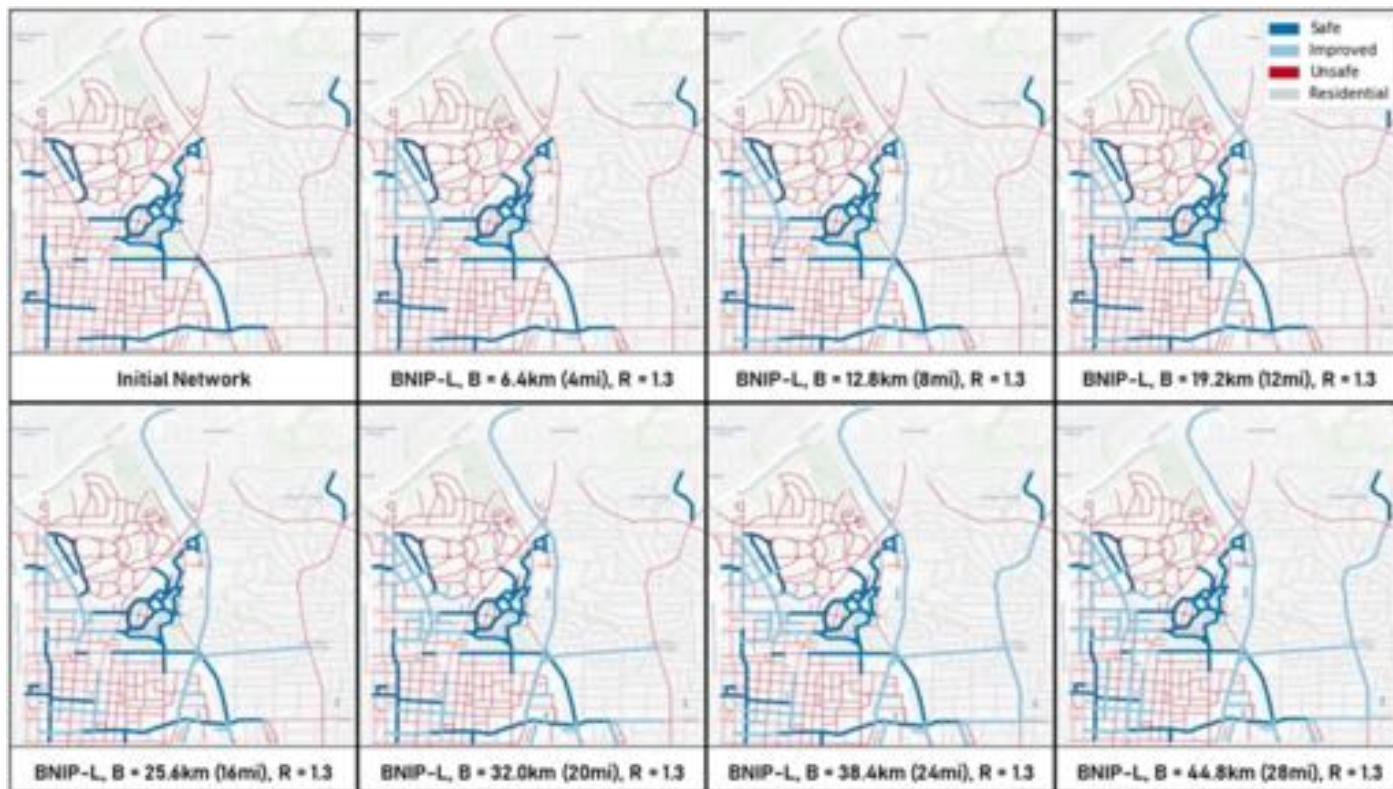 Safe
Improved
Unsafe
Residential
Initial Network
BNIP-L, B = 6.4km (4mi), R = 1.3
BNIP-L, B = 12.8km (8mi), R = 1.3
BNIP-L, B = 19.2km (12mi), R = 1.3
BNIP-L, B = 25.6km (16mi), R = 1.3
BNIP-L, B = 32.0km (20mi), R = 1.3
BNIP-L, B = 38.4km (24mi), R = 1.3
BNIP-L, B = 44.8km (28mi), R = 1.3